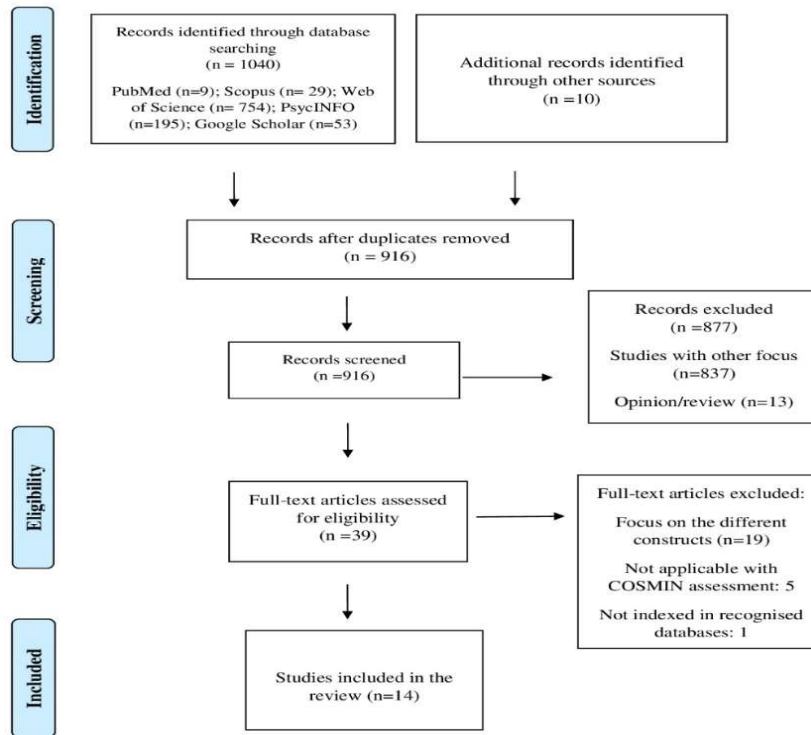 Identification
Records identified through database
searching
(n = 1040)
PubMed (n=9); Scopus (n= 29); Web
of Science (n= 754); PsycINFO
(n=195); Google Scholar (n=53)
Additional records identified
through other sources
(n =10)
Screening
Records after duplicates removed
(n = 916)
Records screened
(n =916)
Records excluded
(n =877)
Studies with other focus
(n=837)
Opinion/review (n=13)
Eligibility
Full-text articles assessed
for eligibility
(n =39)
Full-text articles excluded:
Focus on the different
constructs (n=19)
Not applicable with
COSMIN assessment: 5
Not indexed in recognised
databases: 1
Included
Studies included in the
review (n=14)